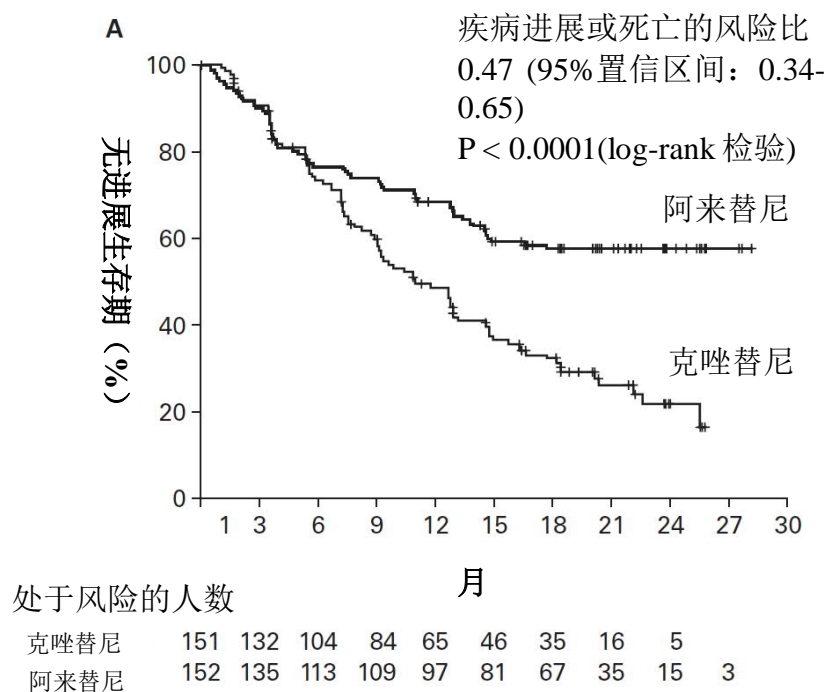 A
疾病进展或死亡的风险比
0.47 (95%置信区间：0.34-
0.65)
P < 0.0001(log-rank 检验)
无进展生存期（%）
100
80
60
40
20
0
阿来替尼
克唑替尼
1 3 6 9 12 15 18 21 24 27 30
月
处于风险的人数
克唑替尼 151 132 104 84 65 46 35 16 5
阿来替尼 152 135 113 109 97 81 67 35 15 3